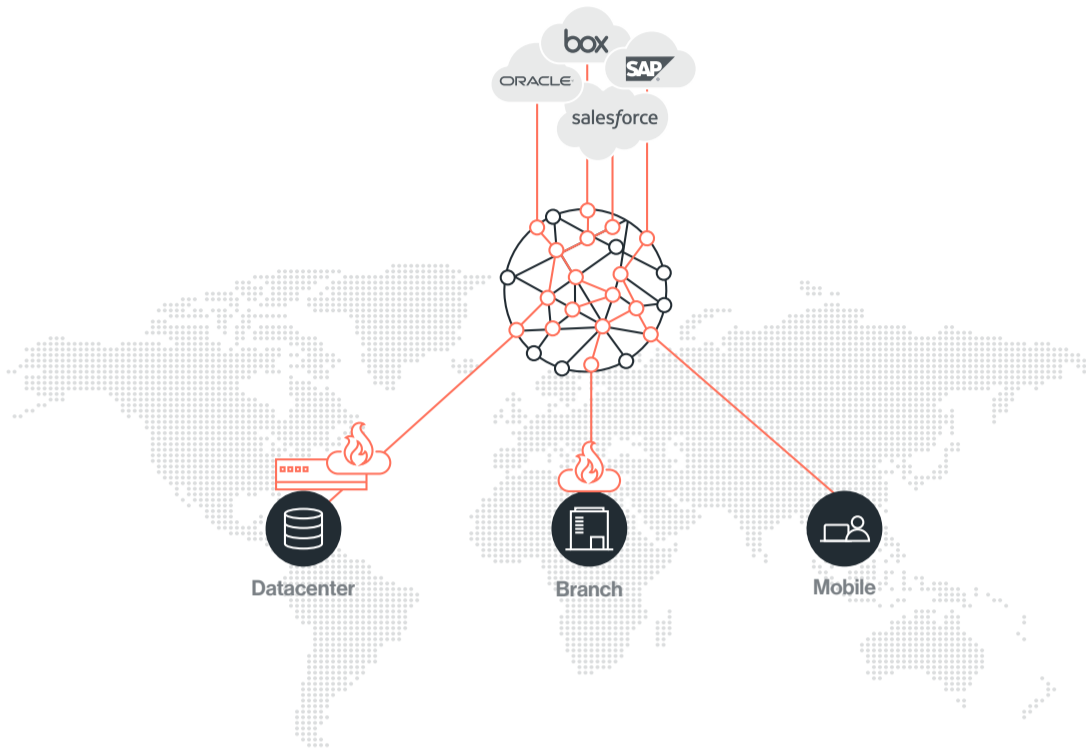 box
ORACLE
SAP
salesforce
Datacenter
Branch
Mobile